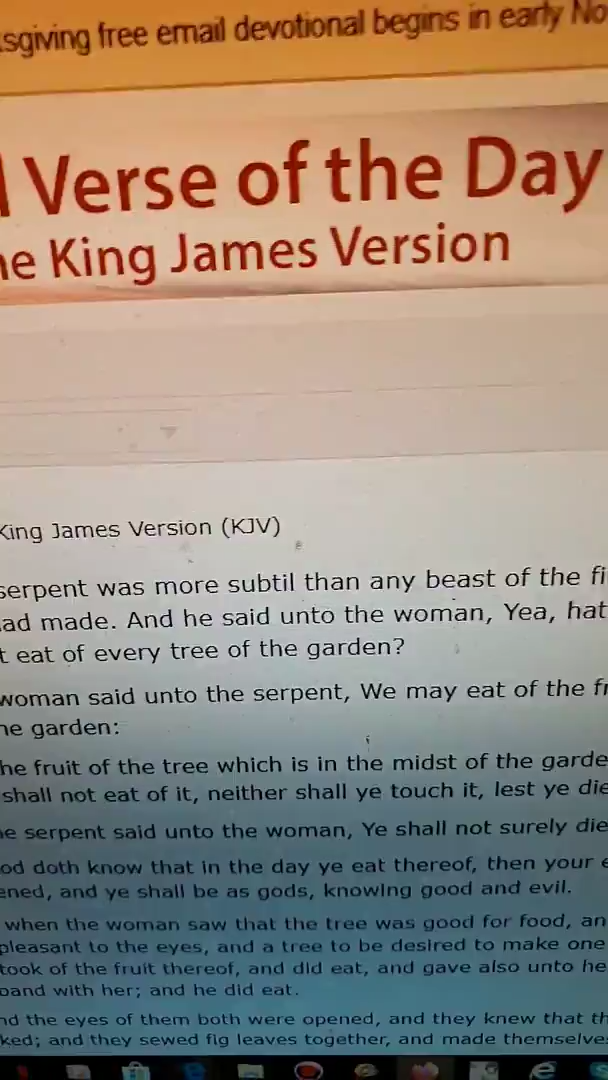 sgiving free email devotional begins in early No
Verse of the Day
he King James Version
King James Version (KJV)
serpent was more subtil than any beast of the fi
ad made. And he said unto the woman, Yea, hat
t eat of every tree of the garden?
woman said unto the serpent, We may eat of the fr
he garden:
he fruit of the tree which is in the midst of the garde
shall not eat of it, neither shall ye touch it, lest ye die
he serpent said unto the woman, Ye shall not surely die
od doth know that in the day ye eat thereof, then your e
ened, and ye shall be as gods, knowing good and evil.
when the woman saw that the tree was good for food, an
pleasant to the eyes, and a tree to be desired to make one
took of the fruit thereof, and did eat, and gave also unto he
band with her; and he did eat.
nd the eyes of them both were opened, and they knew that th
ked; and they sewed fig leaves together, and made themselves